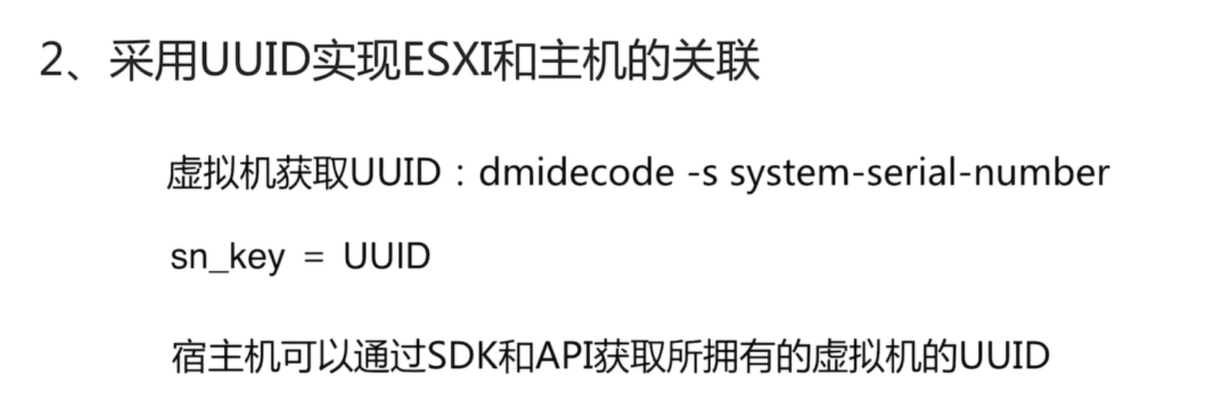 2、采用UUID实现ESXI和主机的关联
虚拟机获取UUID：dmidecode -s system-serial-number
sn_key = UUID
宿主机可以通过SDK和API获取所拥有的虚拟机的UUID